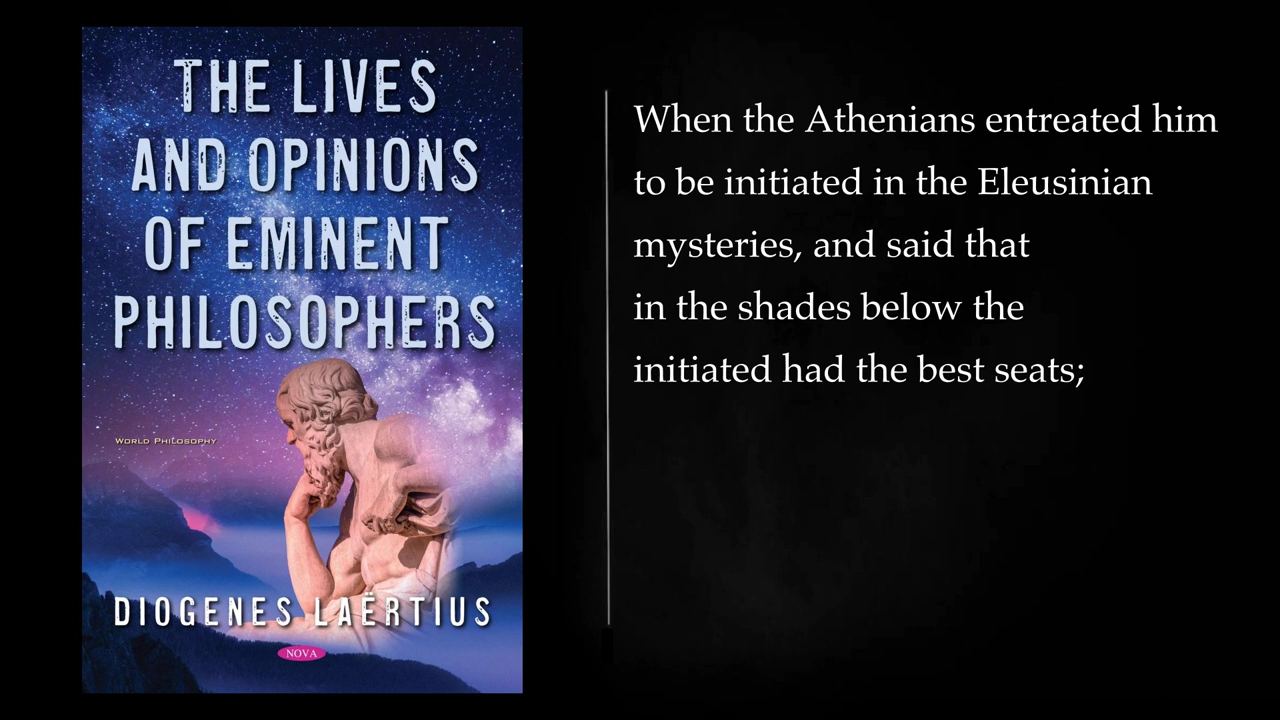 THE LIVES
AND OPINIONS
OF EMINENT
PHILOSOPHERS
WORLD PHILOSOPHY
DIOGENES LAËRTIUS
NOVA
When the Athenians entreated him
to be initiated in the Eleusinian
mysteries, and said that
in the shades below the
initiated had the best seats;